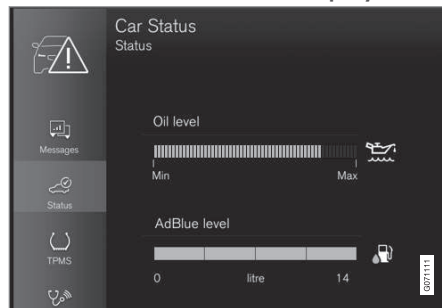 Car Status
Status
Messages
Status
TPMS
Oil level
Min Max
AdBlue level
0 litre 14
G071111